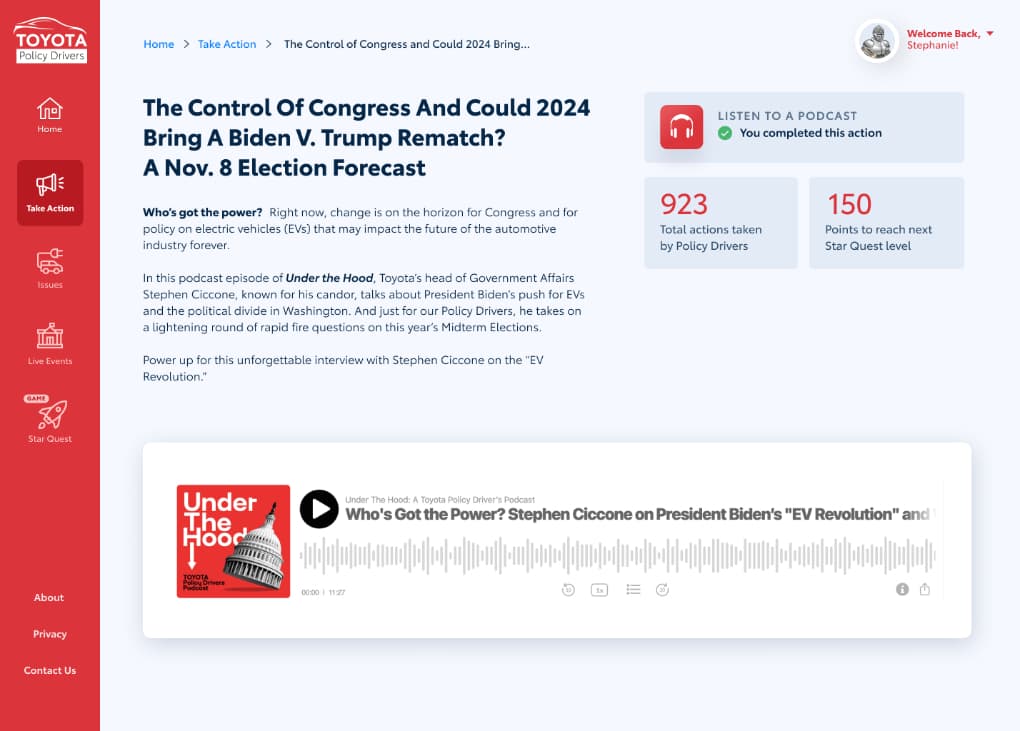 TOYOTA
Policy Drivers
Home
Take Action
Issues
Live Events
GAME
Star Quest
About
Privacy
Contact Us
Home > Take Action > The Control of Congress and Could 2024 Bring...
Welcome Back,
Stephanie!
The Control Of Congress And Could 2024
Bring A Biden V. Trump Rematch?
A Nov. 8 Election Forecast
Who's got the power? Right now, change is on the horizon for Congress and for
policy on electric vehicles (EVs) that may impact the future of the automotive
industry forever.
In this podcast episode of Under the Hood, Toyota's head of Government Affairs
Stephen Ciccone, known for his candor, talks about President Biden's push for EVs
and the political divide in Washington. And just for our Policy Drivers, he takes on
a lightening round of rapid fire questions on this year's Midterm Elections.
Power up for this unforgettable interview with Stephen Ciccone on the "EV
Revolution."
LISTEN TO A PODCAST
You completed this action
923
Total actions taken
by Policy Drivers
150
Points to reach next
Star Quest level
Under
The
Hood
TOYOTA
Policy Drivers
Podcast
Under The Hood: A Toyota Policy Driver's Podcast
Who's Got the Power? Stephen Ciccone on President Biden's "EV Revolution" and
00:00 | 11:27
1x